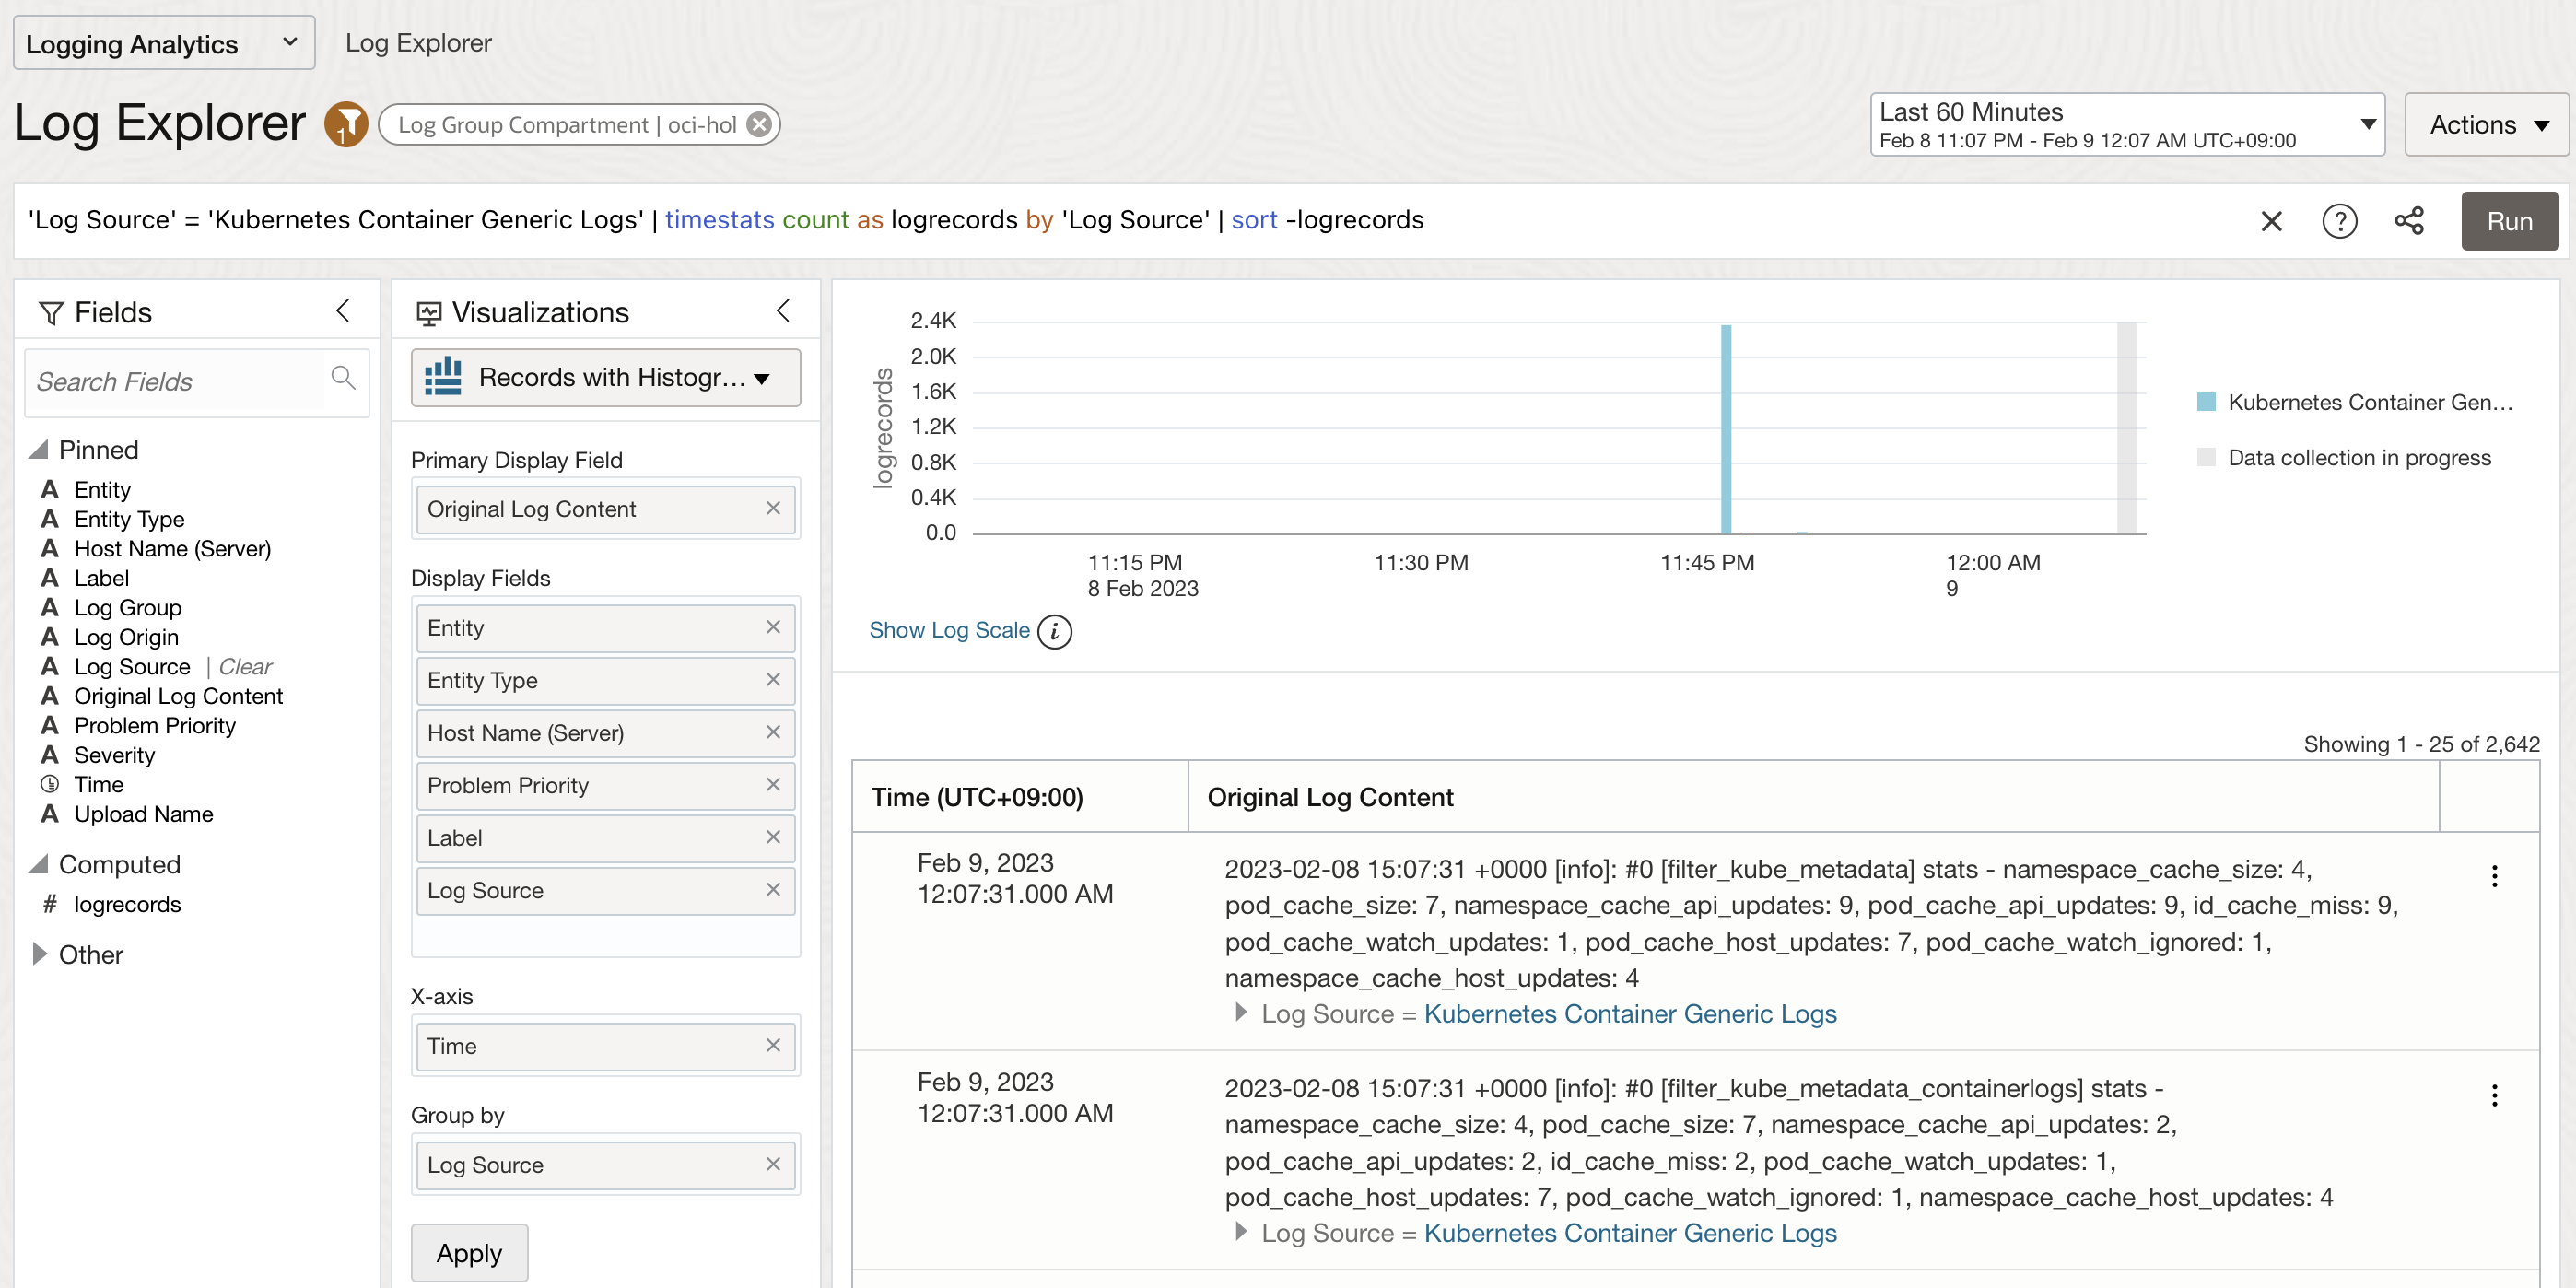 Logging Analytics
Log Explorer
Log Explorer
1
Log Group Compartment | oci-hol
Last 60 Minutes
Feb 8 11:07 PM - Feb 9 12:07 AM UTC+09:00
Actions
'Log Source' = 'Kubernetes Container Generic Logs' | timestats count as logrecords by 'Log Source' | sort -logrecords
?
Run
Fields
Search Fields
Pinned
A Entity
A Entity Type
A Host Name (Server)
A Label
A Log Group
A Log Origin
A Log Source | Clear
A Original Log Content
A Problem Priority
A Severity
Time
A Upload Name
Computed
# logrecords
Other
Visualizations
Records with Histogr...
Primary Display Field
Original Log Content
Display Fields
Entity
Entity Type
Host Name (Server)
Problem Priority
Label
Log Source
X-axis
Time
Group by
Log Source
Apply
logrecords
2.4K
2.0K
1.6K
1.2K
0.8K
0.4K
0.0
11:15 PM
8 Feb 2023
11:30 PM
11:45 PM
12:00 AM
9
Kubernetes Container Gen...
Data collection in progress
Show Log Scale i
Showing 1 - 25 of 2,642
Time (UTC+09:00)
Original Log Content
Feb 9, 2023
12:07:31.000 AM
2023-02-08 15:07:31 +0000 [info]: #0 [filter_kube_metadata] stats - namespace_cache_size: 4,
pod_cache_size: 7, namespace_cache_api_updates: 9, pod_cache_api_updates: 9, id_cache_miss: 9,
pod_cache_watch_updates: 1, pod_cache_host_updates: 7, pod_cache_watch_ignored: 1,
namespace_cache_host_updates: 4
Log Source = Kubernetes Container Generic Logs
Feb 9, 2023
12:07:31.000 AM
2023-02-08 15:07:31 +0000 [info]: #0 [filter_kube_metadata_containerlogs] stats -
namespace_cache_size: 4, pod_cache_size: 7, namespace_cache_api_updates: 2,
pod_cache_api_updates: 2, id_cache_miss: 2, pod_cache_watch_updates: 1,
pod_cache_host_updates: 7, pod_cache_watch_ignored: 1, namespace_cache_host_updates: 4
Log Source = Kubernetes Container Generic Logs